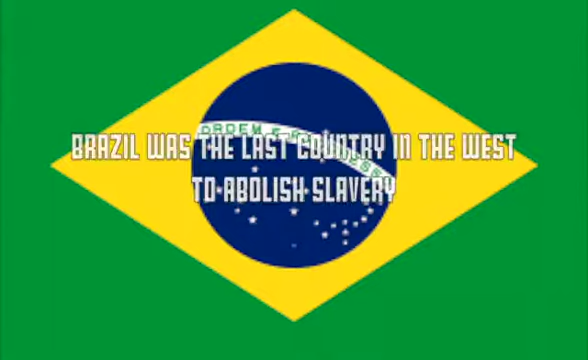 ORDEM E
BRAZIL WAS THE LAST COUNTRY IN THE WEST
TO ABOLISH SLAVERY